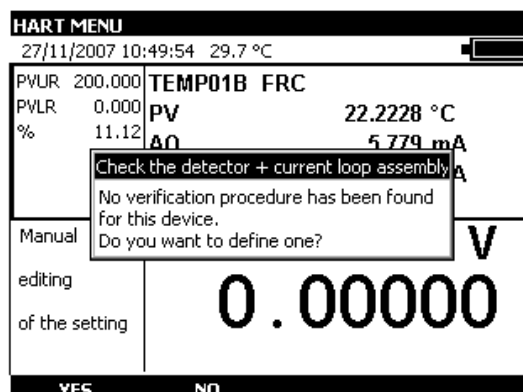 HART MENU
27/11/2007 10:49:54 29.7 °C
PVUR 200.000
PVLR 0.000
% 11.12
TEMP01B FRC
PV 22.2228 °C
AO 5.779 mA
A
Check the detector + current loop assembly
No verification procedure has been found
for this device.
Do you want to define one?
Manual
editing
of the setting
V
0.00000
YES NO